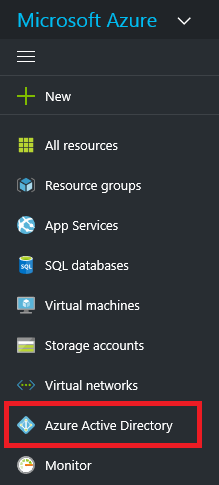 Microsoft Azure
New
All resources
Resource groups
App Services
SQL databases
Virtual machines
Storage accounts
Virtual networks
Azure Active Directory
Monitor